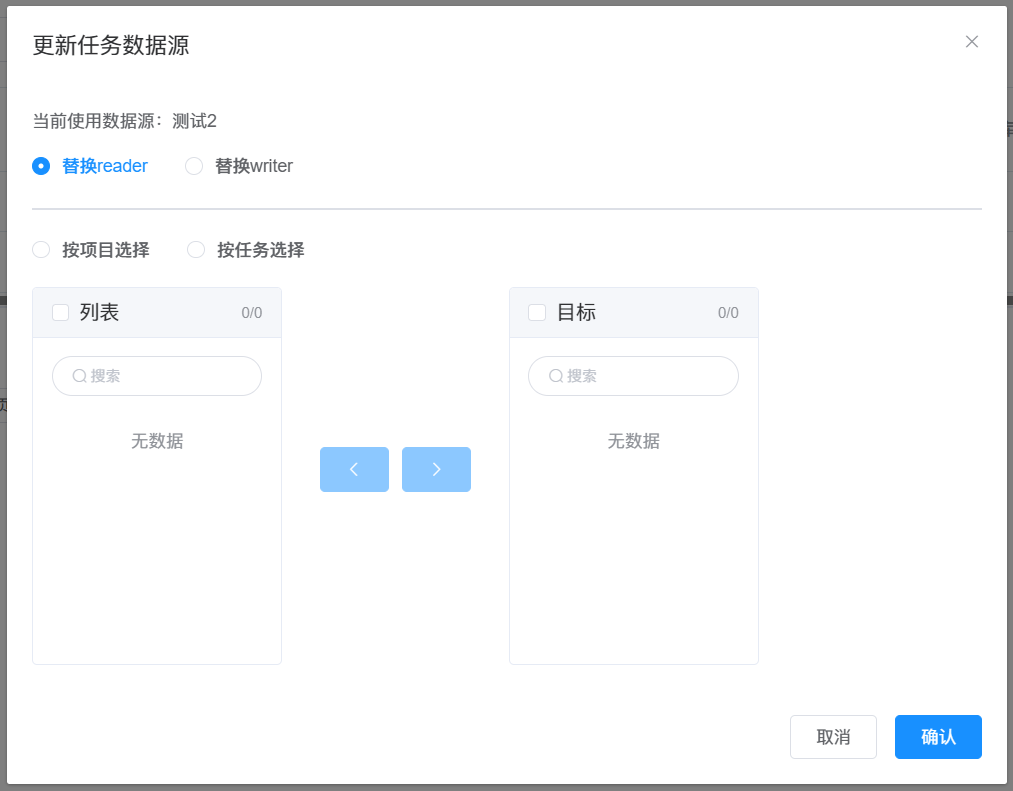 更新任务数据源
当前使用数据源：测试2
替换reader 替换writer
按项目选择 按任务选择
列表 0/0
搜索
无数据
目标 0/0
搜索
无数据
取消 确认